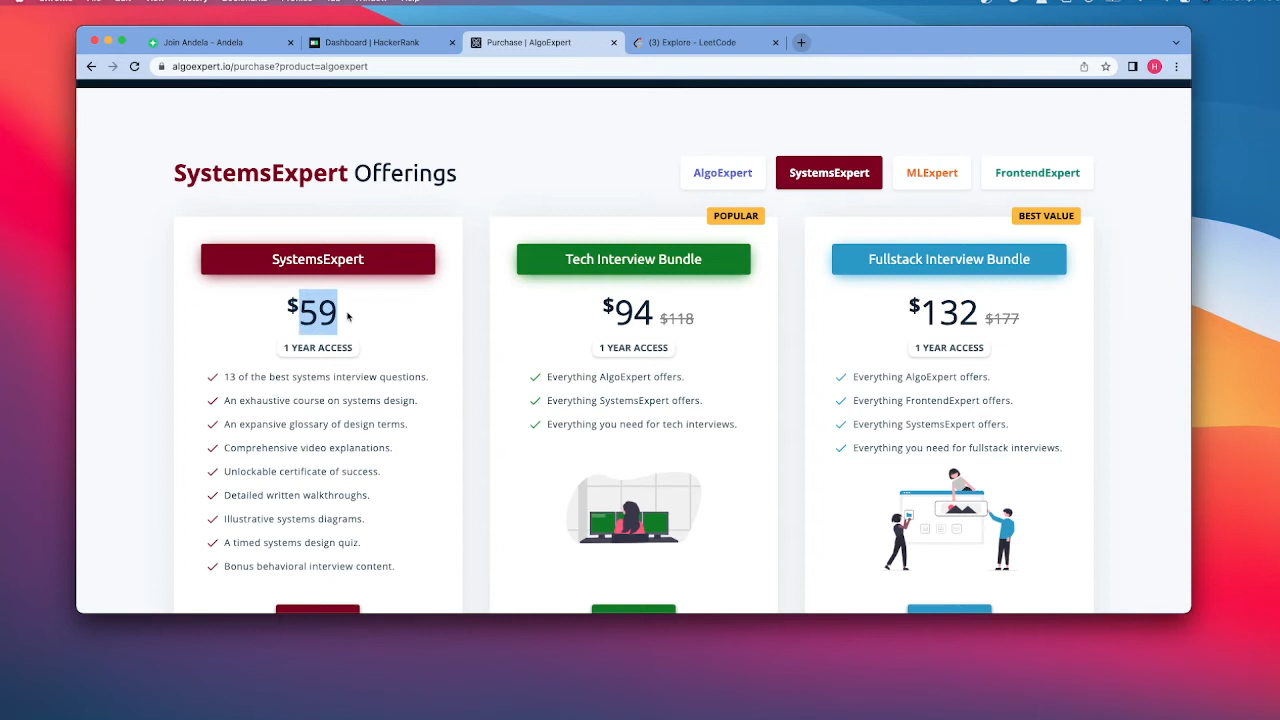 Join Andela – Andela
Dashboard | HackerRank
Purchase | AlgoExpert
(3) Explore - LeetCode
algoexpert.io/purchase?product=algoexpert
H
SystemsExpert Offerings
AlgoExpert
SystemsExpert
MLExpert
FrontendExpert
SystemsExpert
$59
1 YEAR ACCESS
13 of the best systems interview questions.
An exhaustive course on systems design.
An expansive glossary of design terms.
Comprehensive video explanations.
Unlockable certificate of success.
Detailed written walkthroughs.
Illustrative systems diagrams.
A timed systems design quiz.
Bonus behavioral interview content.
POPULAR
Tech Interview Bundle
$94 $118
1 YEAR ACCESS
Everything AlgoExpert offers.
Everything SystemsExpert offers.
Everything you need for tech interviews.
BEST VALUE
Fullstack Interview Bundle
$132 $177
1 YEAR ACCESS
Everything AlgoExpert offers.
Everything FrontendExpert offers.
Everything SystemsExpert offers.
Everything you need for fullstack interviews.